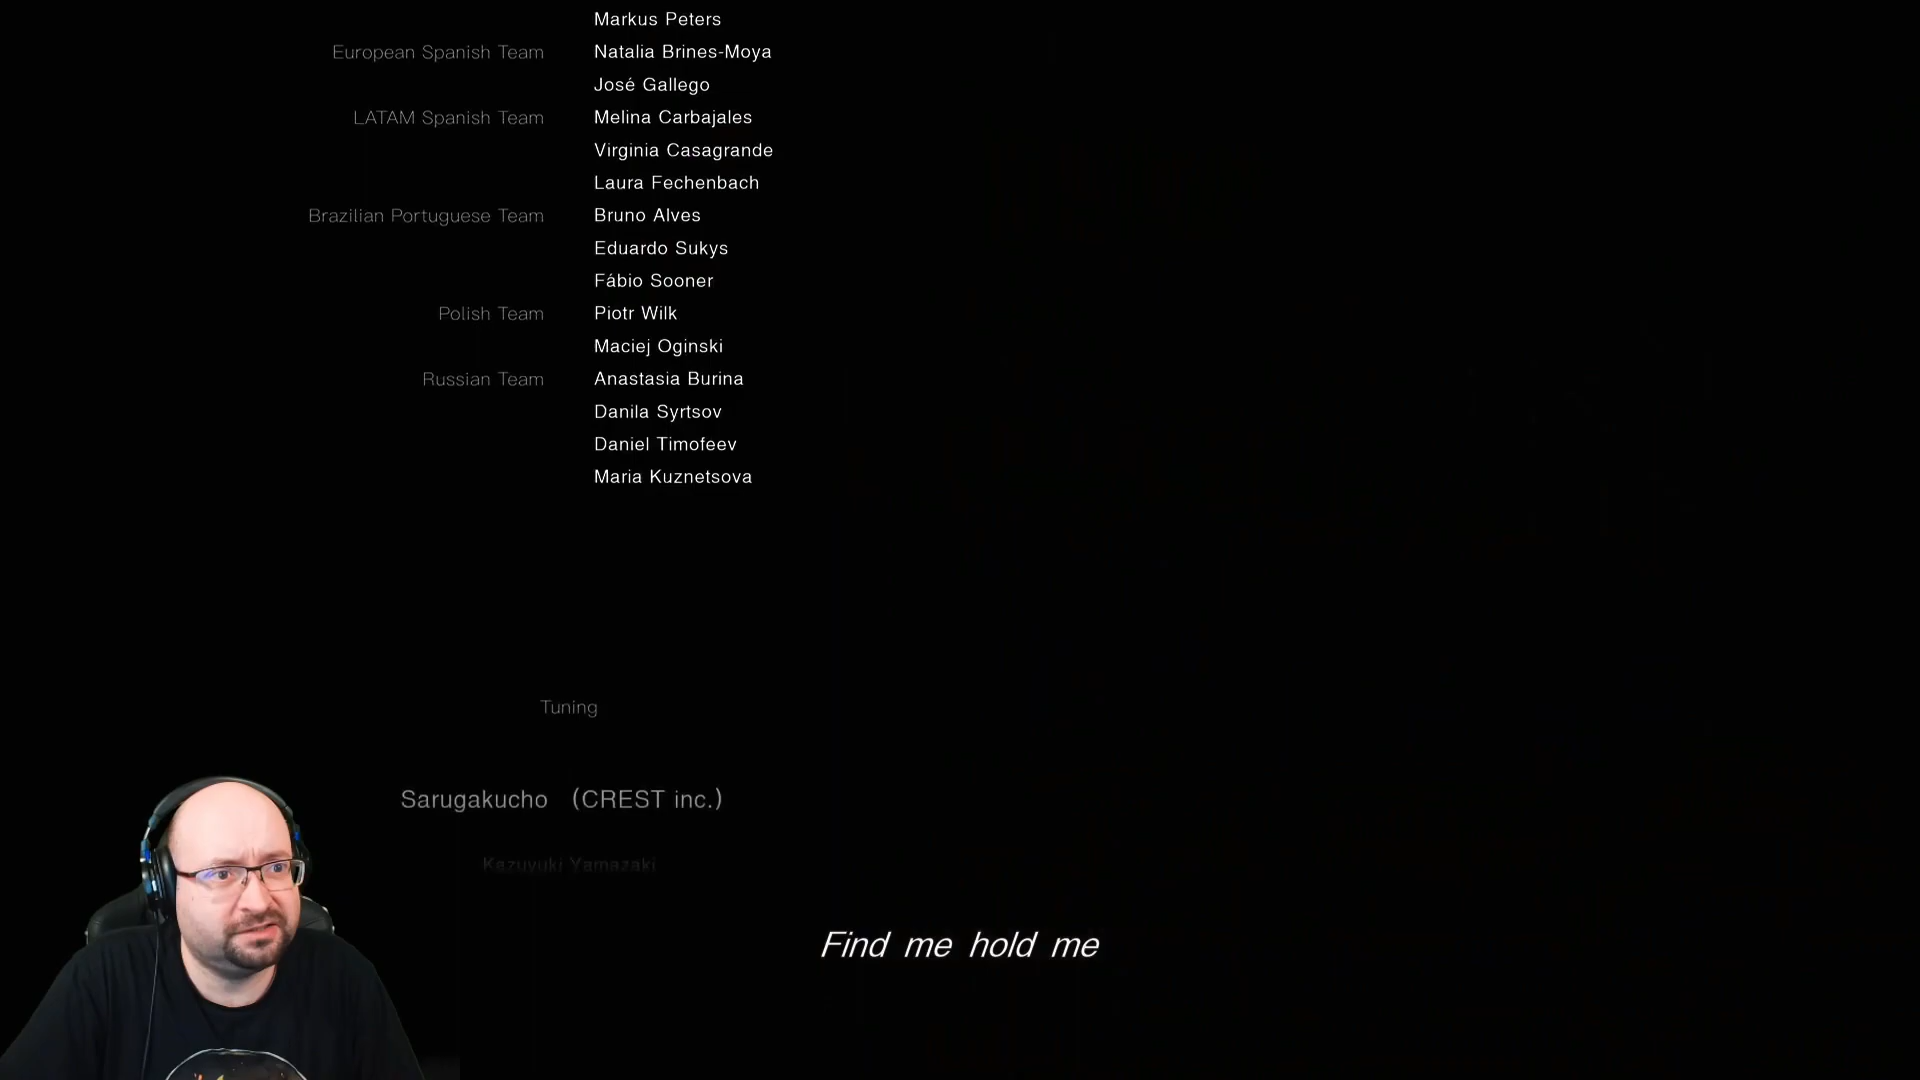 Markus Peters
European Spanish Team Natalia Brines-Moya
José Gallego
LATAM Spanish Team Melina Carbajales
Virginia Casagrande
Laura Fechenbach
Brazilian Portuguese Team Bruno Alves
Eduardo Sukys
Fábio Sooner
Polish Team Piotr Wilk
Maciej Oginski
Russian Team Anastasia Burina
Danila Syrtsov
Daniel Timofeev
Maria Kuznetsova
Tuning
Sarugakucho (CREST inc.)
Kazuyuki Yamazaki
Find me hold me